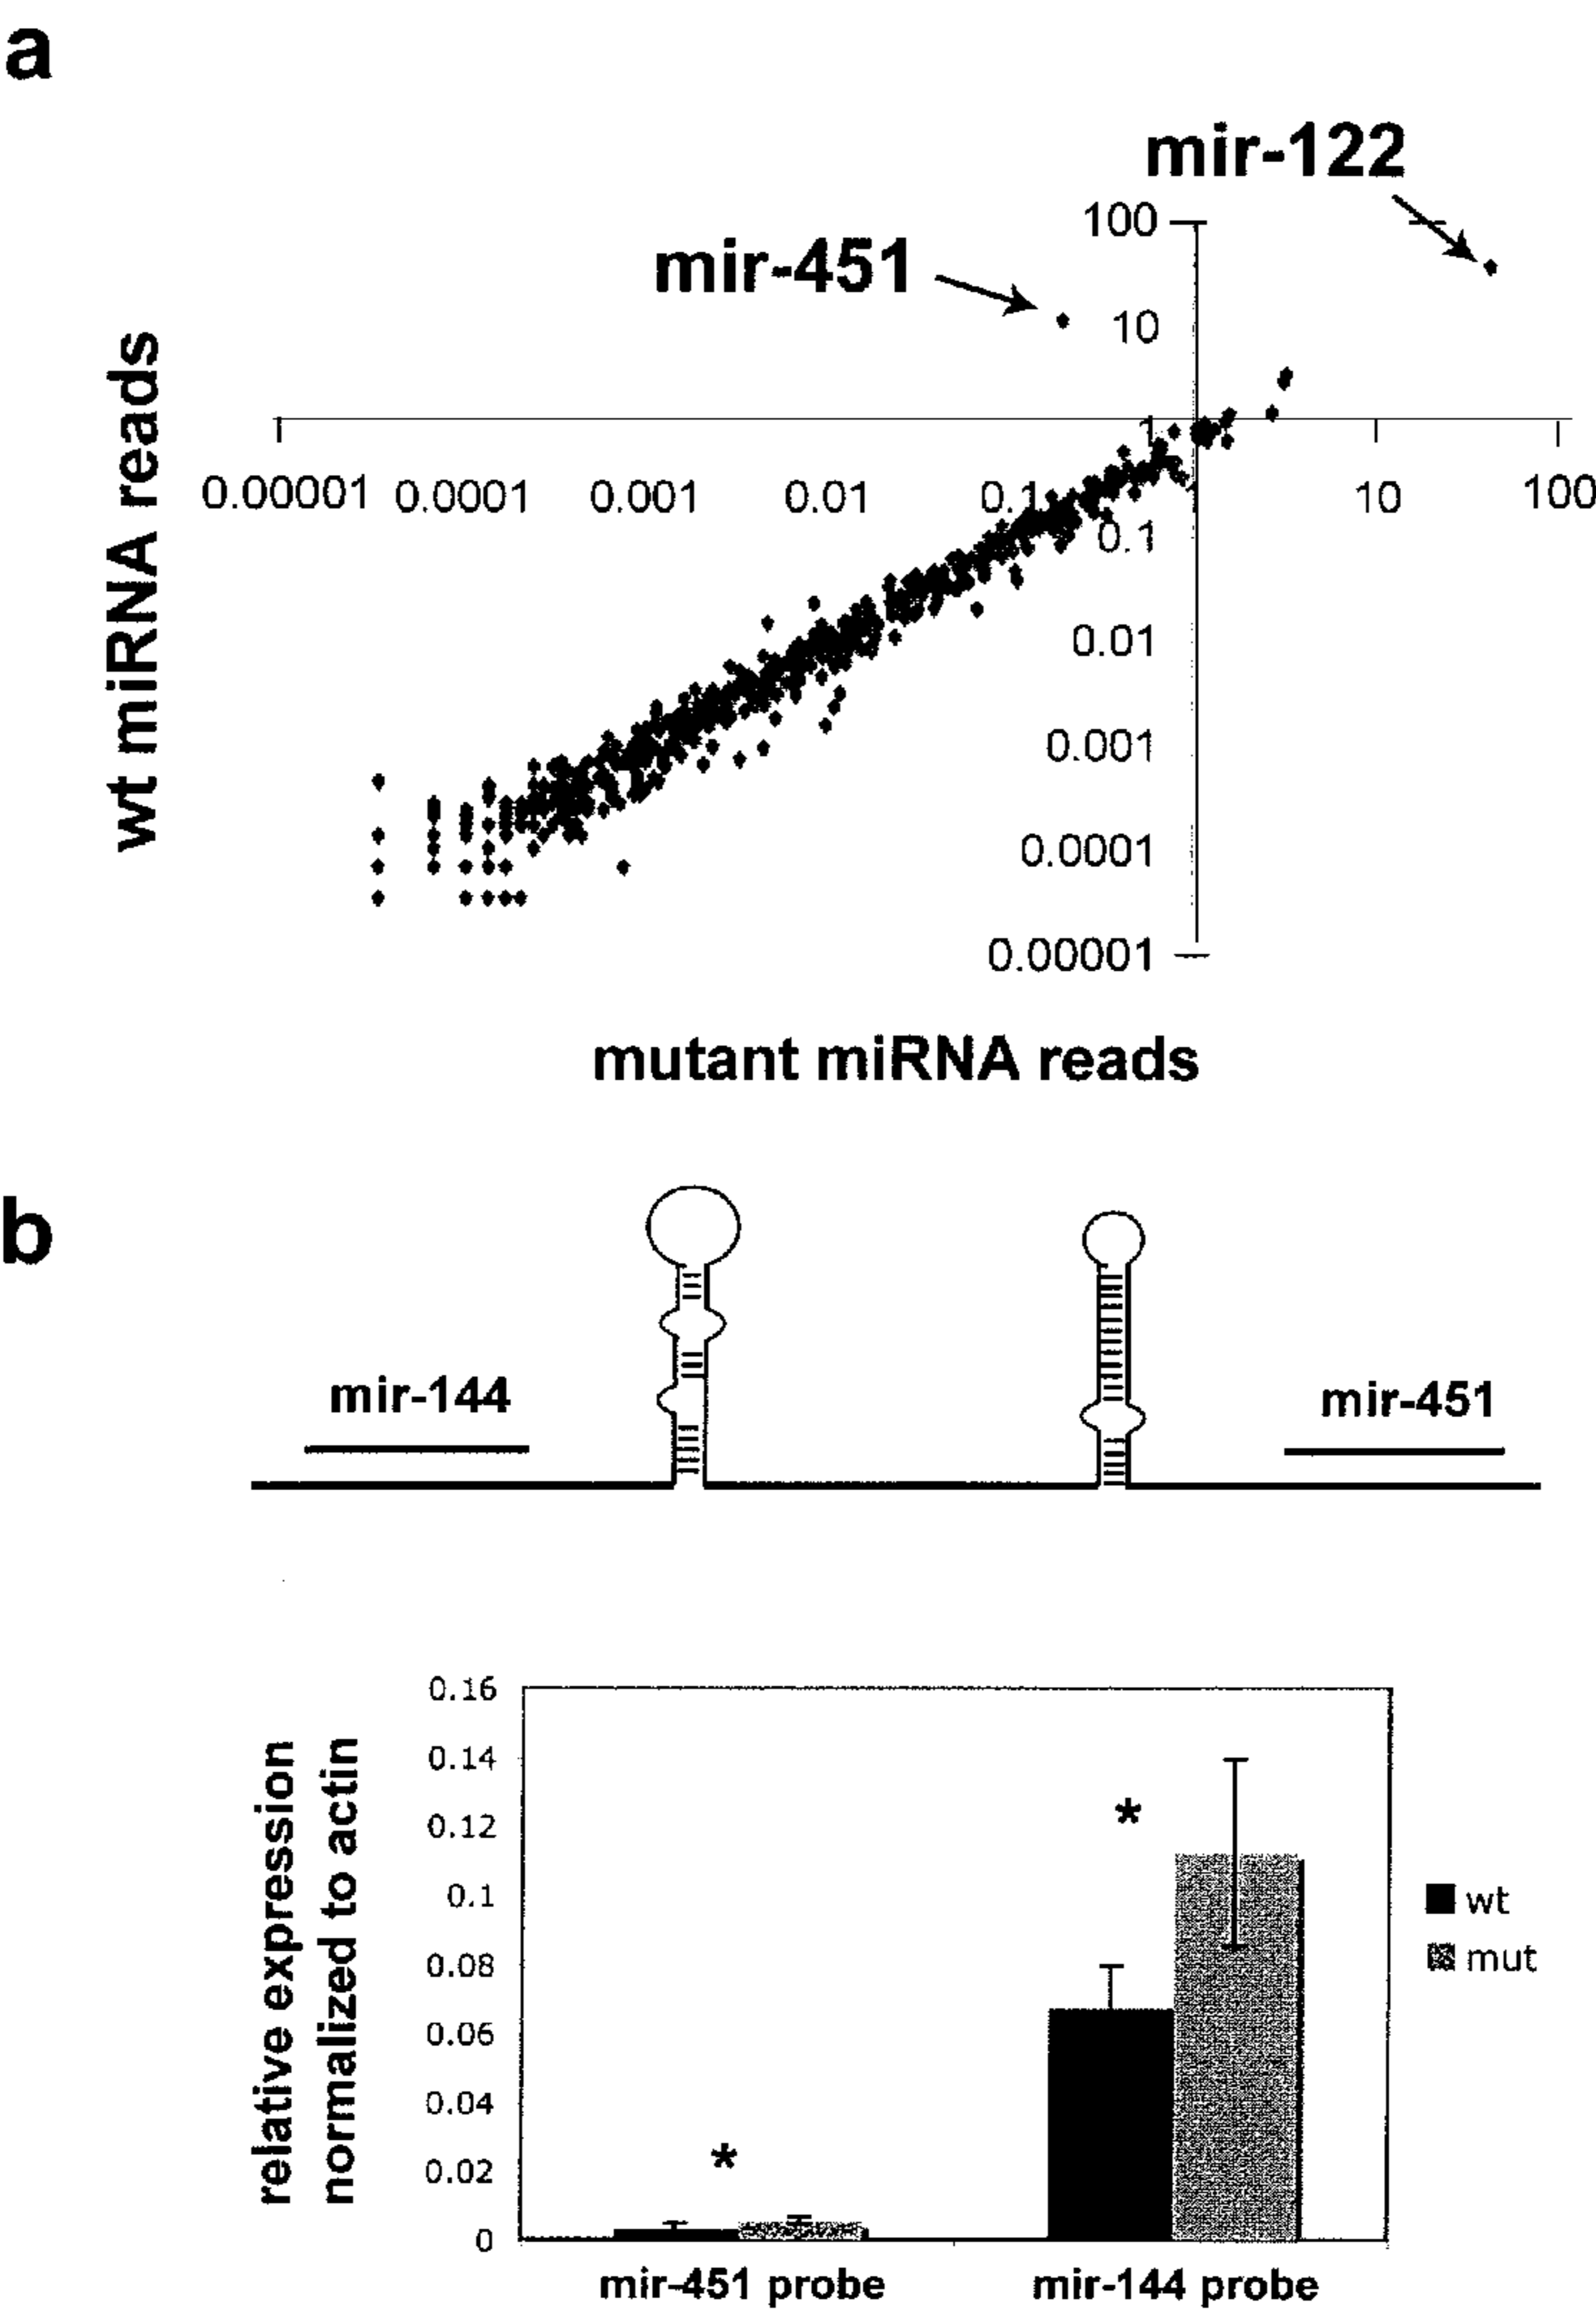 a
mir-122
mir-451
wt miRNA reads
100
10
1
0.00001 0.0001 0.001 0.01 0.1 10 100
0.1
0.01
0.001
0.0001
0.00001
mutant miRNA reads
b
mir-144
mir-451
relative expression
normalized to actin
0.16
0.14
0.12
0.1
0.08
0.06
0.04
0.02
0
*
*
wt
mut
mir-451 probe
mir-144 probe